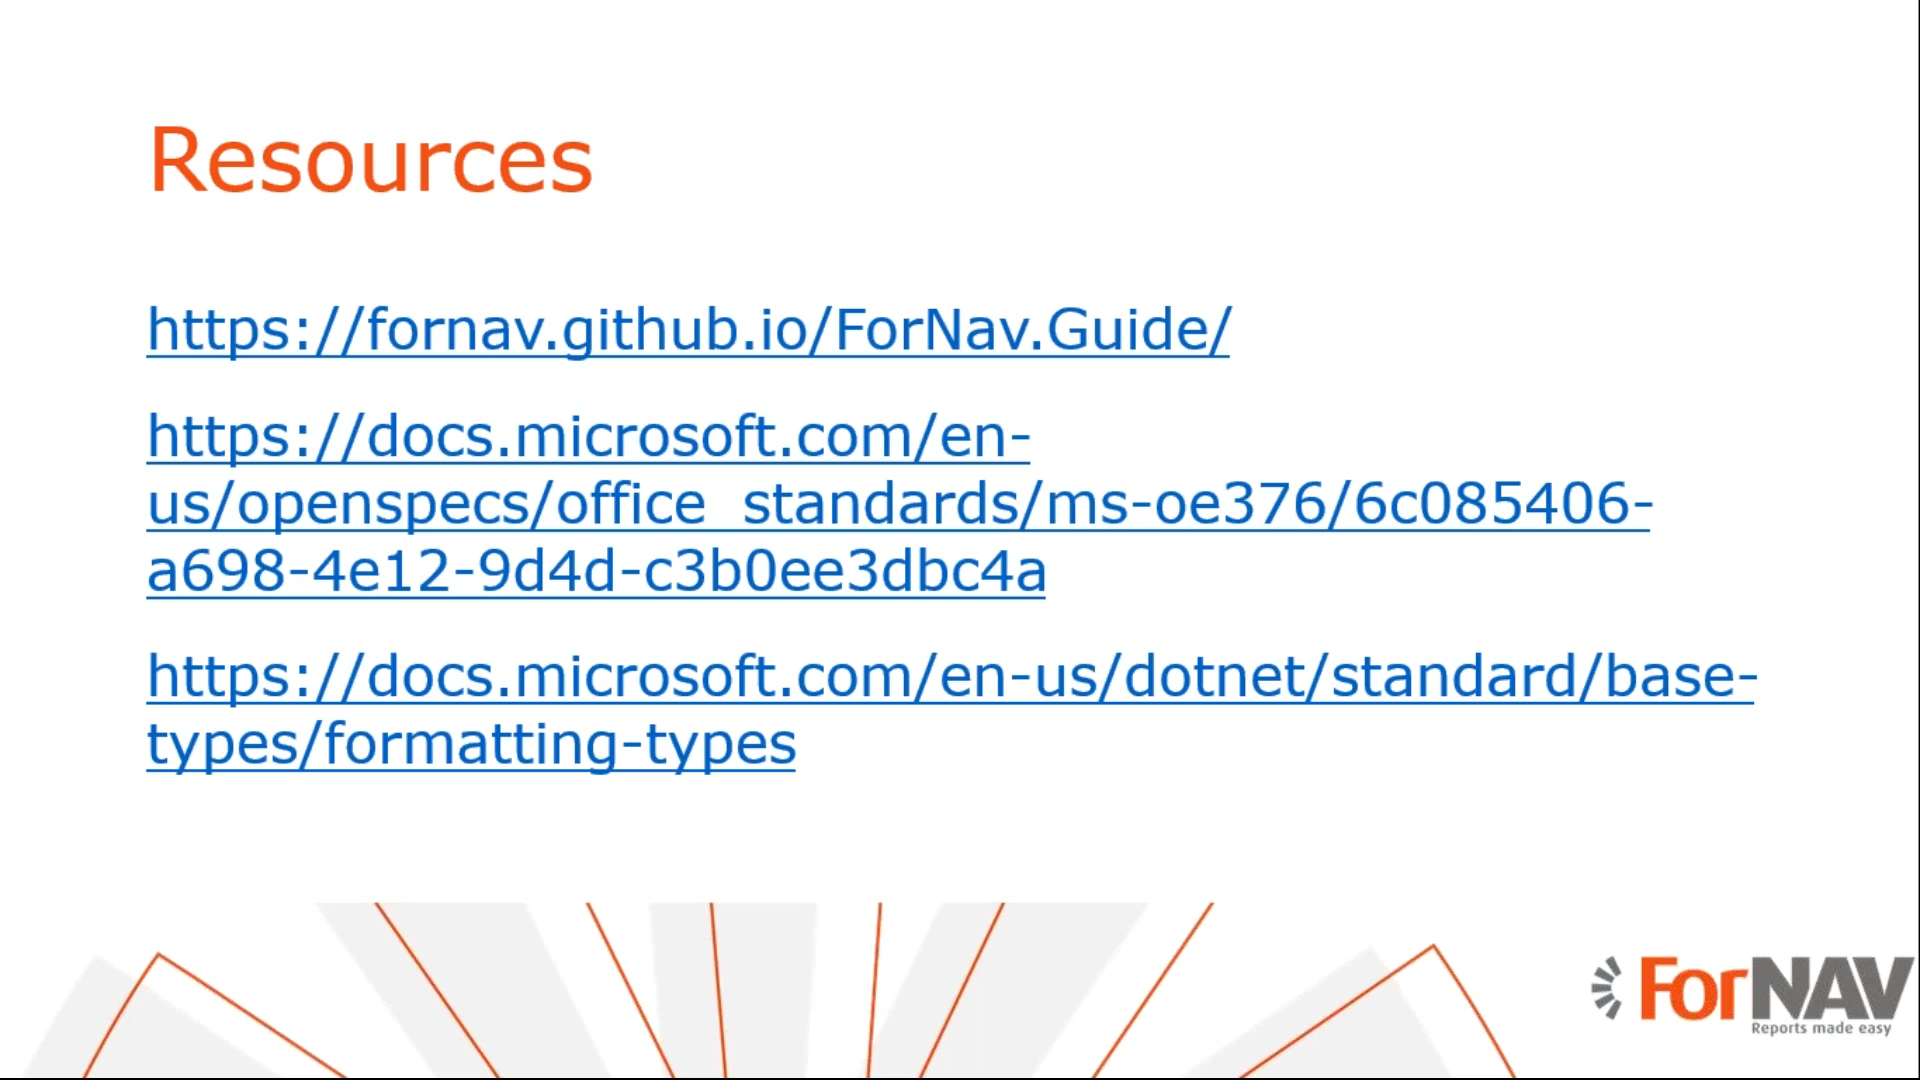 Resources
https://fornav.github.io/ForNav.Guide/
https://docs.microsoft.com/en-
us/openspecs/office_standards/ms-oe376/6c085406-
a698-4e12-9d4d-c3b0ee3dbc4a
https://docs.microsoft.com/en-us/dotnet/standard/base-
types/formatting-types
ForNAV
Reports made easy